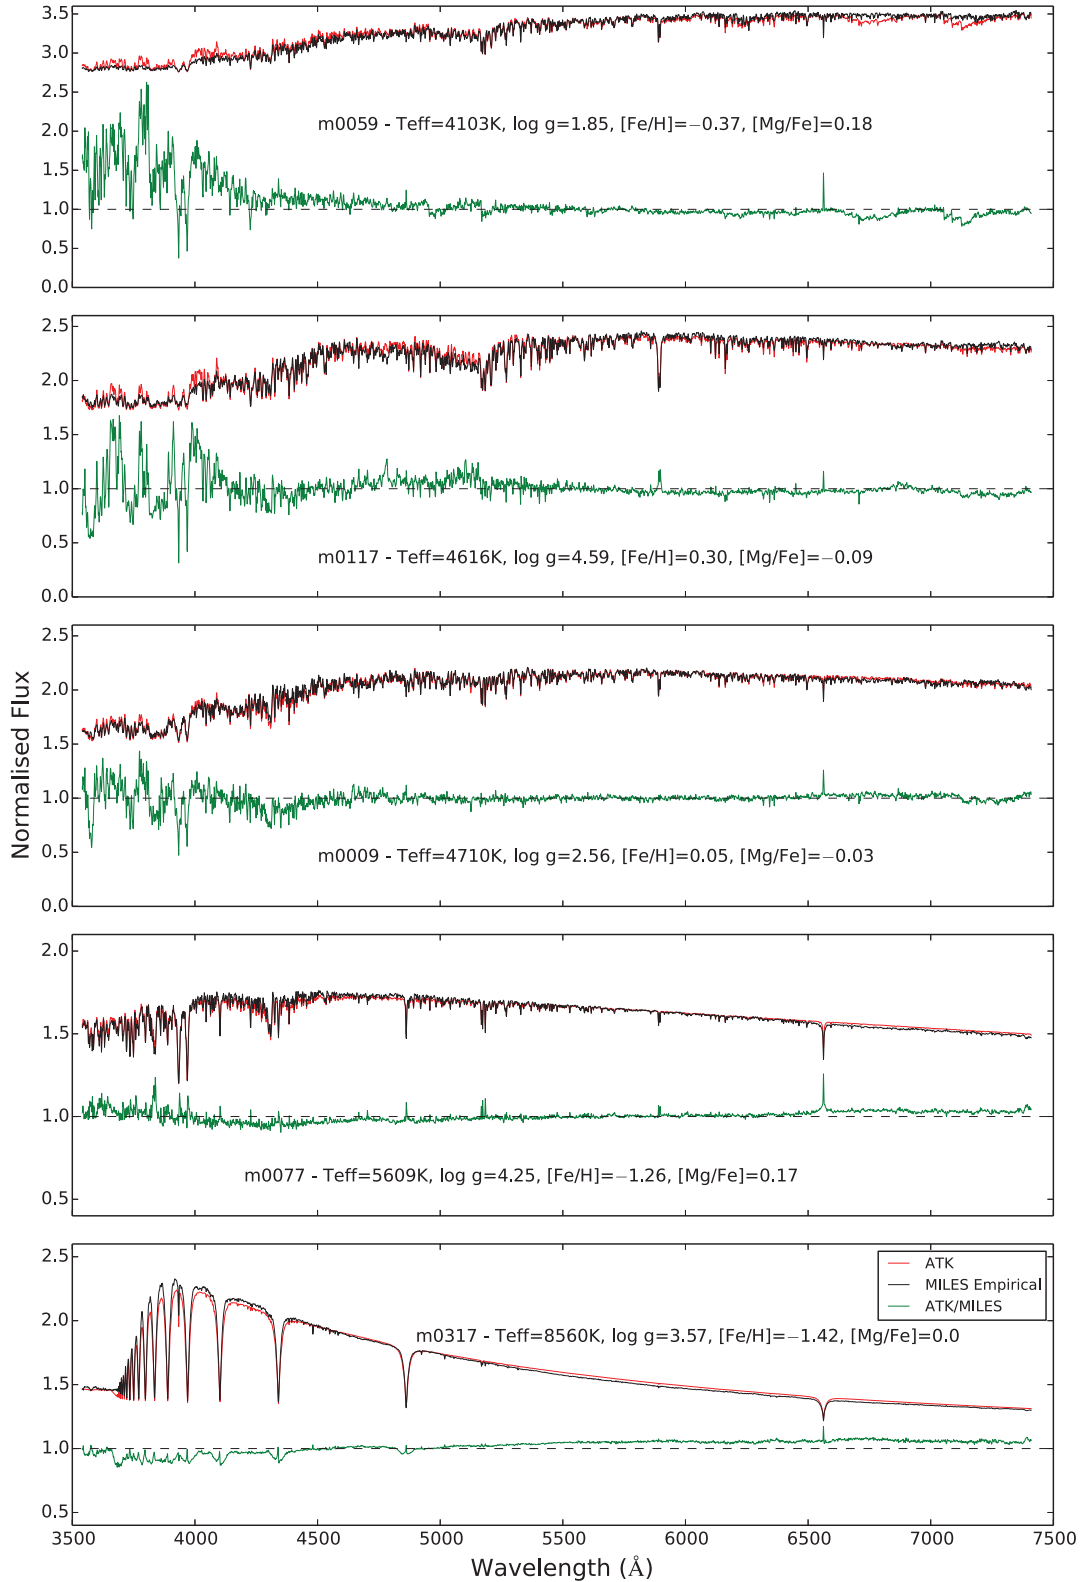 3.5
3.0
2.5
2.0
1.5
1.0
0.5
0.0
m0059 - Teff=4103K, log g=1.85, [Fe/H]=−0.37, [Mg/Fe]=0.18
2.5
2.0
1.5
1.0
0.5
0.0
m0117 - Teff=4616K, log g=4.59, [Fe/H]=0.30, [Mg/Fe]=−0.09
Normalised Flux
2.5
2.0
1.5
1.0
0.5
0.0
m0009 - Teff=4710K, log g=2.56, [Fe/H]=0.05, [Mg/Fe]=−0.03
2.0
1.5
1.0
0.5
m0077 - Teff=5609K, log g=4.25, [Fe/H]=−1.26, [Mg/Fe]=0.17
2.5
2.0
1.5
1.0
0.5
ATK
MILES Empirical
ATK/MILES
m0317 - Teff=8560K, log g=3.57, [Fe/H]=−1.42, [Mg/Fe]=0.0
3500 4000 4500 5000 5500 6000 6500 7000 7500
Wavelength (Å)